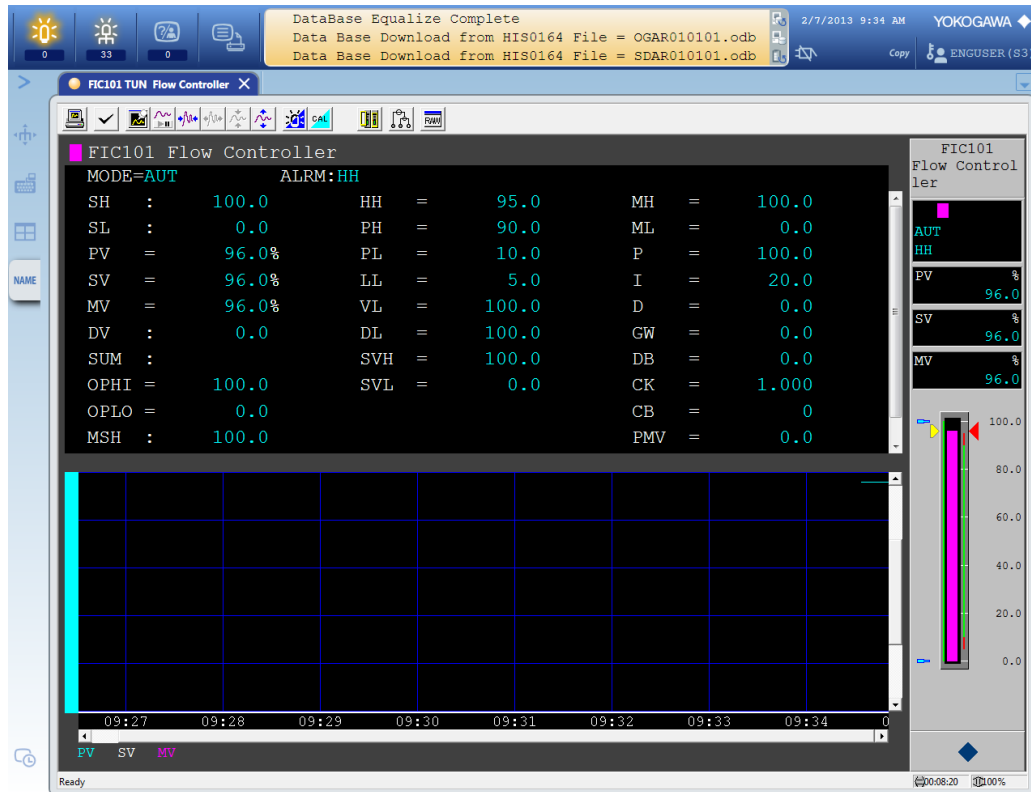 DataBase Equalize Complete
Data Base Download from HIS0164 File = OGAR010101.odb
Data Base Download from HIS0164 File = SDAR010101.odb
2/7/2013 9:34 AM
YOKOGAWA
0
33
0
Copy
ENGUSER (S3
FIC101 TUN Flow Controller
CAL
RAW
NAME
FIC101 Flow Controller
MODE=AUT ALRM:HH
SH : 100.0 HH = 95.0 MH = 100.0
SL : 0.0 PH = 90.0 ML = 0.0
PV = 96.0% PL = 10.0 P = 100.0
SV = 96.0% LL = 5.0 I = 20.0
MV = 96.0% VL = 100.0 D = 0.0
DV : 0.0 DL = 100.0 GW = 0.0
SUM : SVH = 100.0 DB = 0.0
OPHI = 100.0 SVL = 0.0 CK = 1.000
OPLO = 0.0 CB = 0
MSH : 100.0 PMV = 0.0
09:27 09:28 09:29 09:30 09:31 09:32 09:33 09:34 0
PV SV MV
FIC101
Flow Control
ler
AUT
HH
PV %
96.0
SV %
96.0
MV %
96.0
100.0
80.0
60.0
40.0
20.0
0.0
Ready
00:08:20 100%